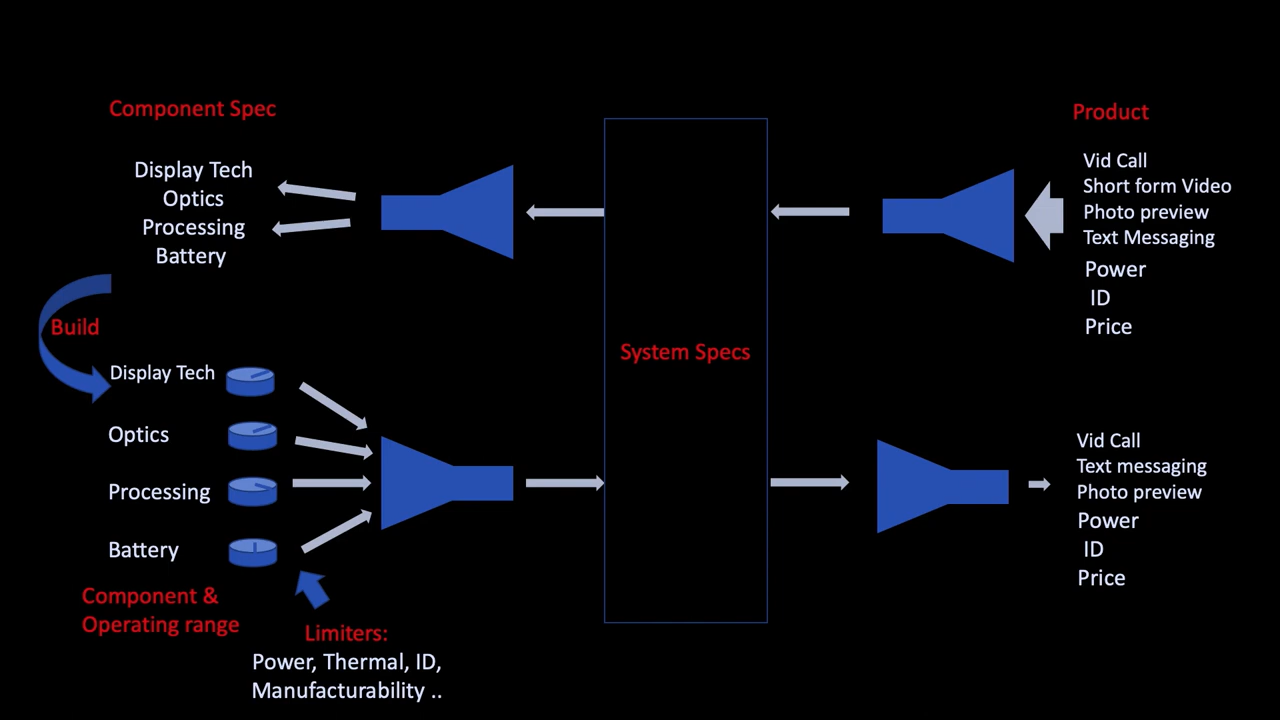 Component Spec
Display Tech
Optics
Processing
Battery
Product
Vid Call
Short form Video
Photo preview
Text Messaging
Power
ID
Price
System Specs
Build
Display Tech
Optics
Processing
Battery
Component &
Operating range
Limiters:
Power, Thermal, ID,
Manufacturability ..
Vid Call
Text messaging
Photo preview
Power
ID
Price